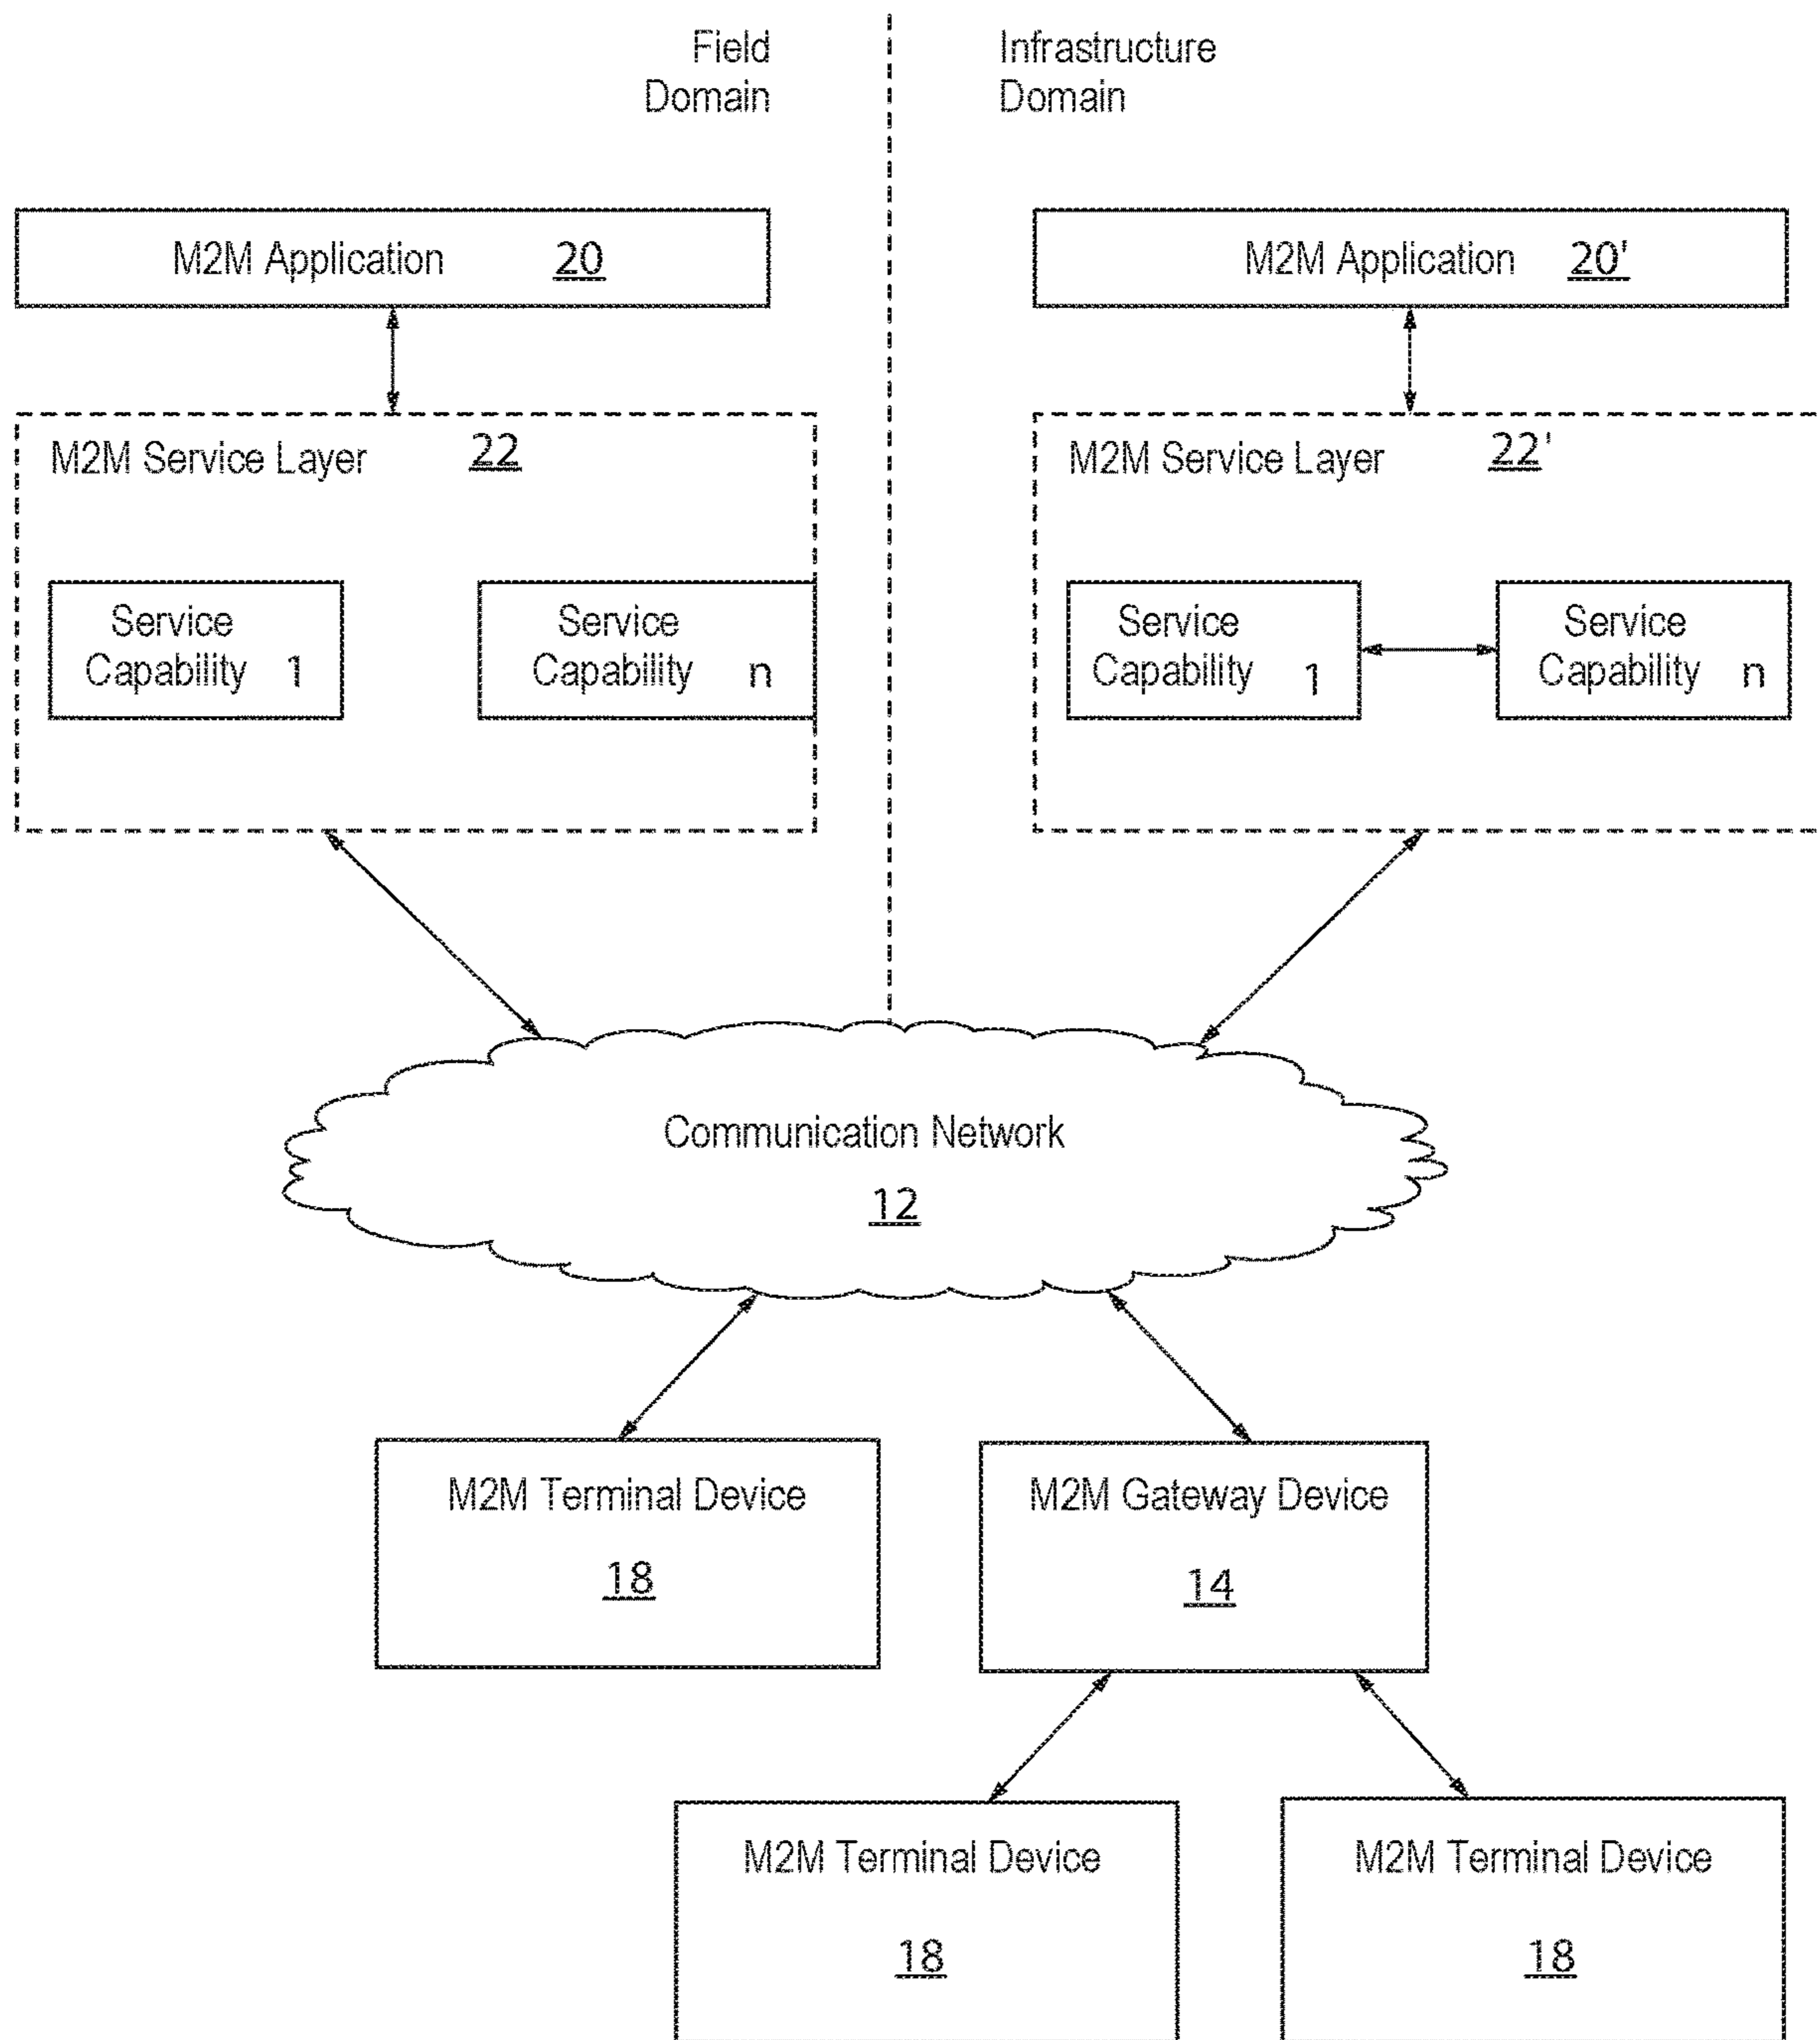 Field
Domain
Infrastructure
Domain
M2M Application 20
M2M Application 20'
M2M Service Layer 22
Service
Capability 1
Service
Capability n
M2M Service Layer 22'
Service
Capability 1
Service
Capability n
Communication Network
12
M2M Terminal Device
18
M2M Gateway Device
14
M2M Terminal Device
18
M2M Terminal Device
18